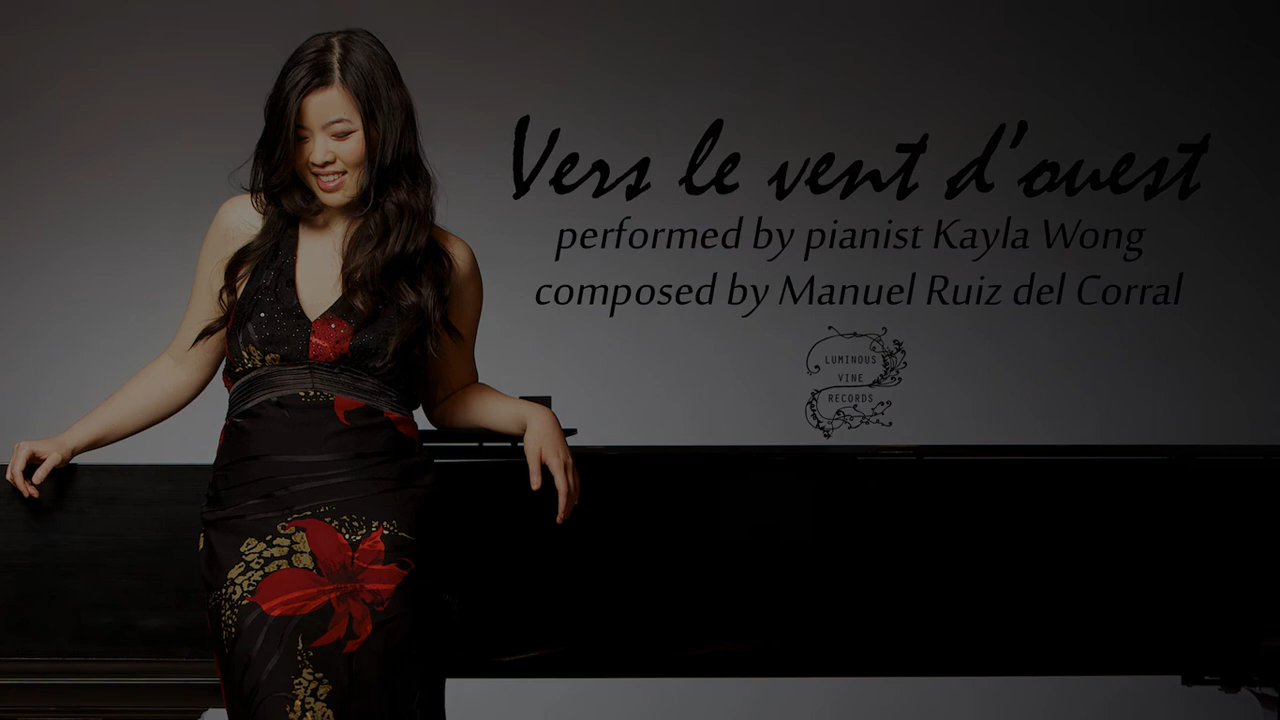 Vers le vent d'ouest
performed by pianist Kayla Wong
composed by Manuel Ruiz del Corral
LUMINOUS
VINE
RECORDS